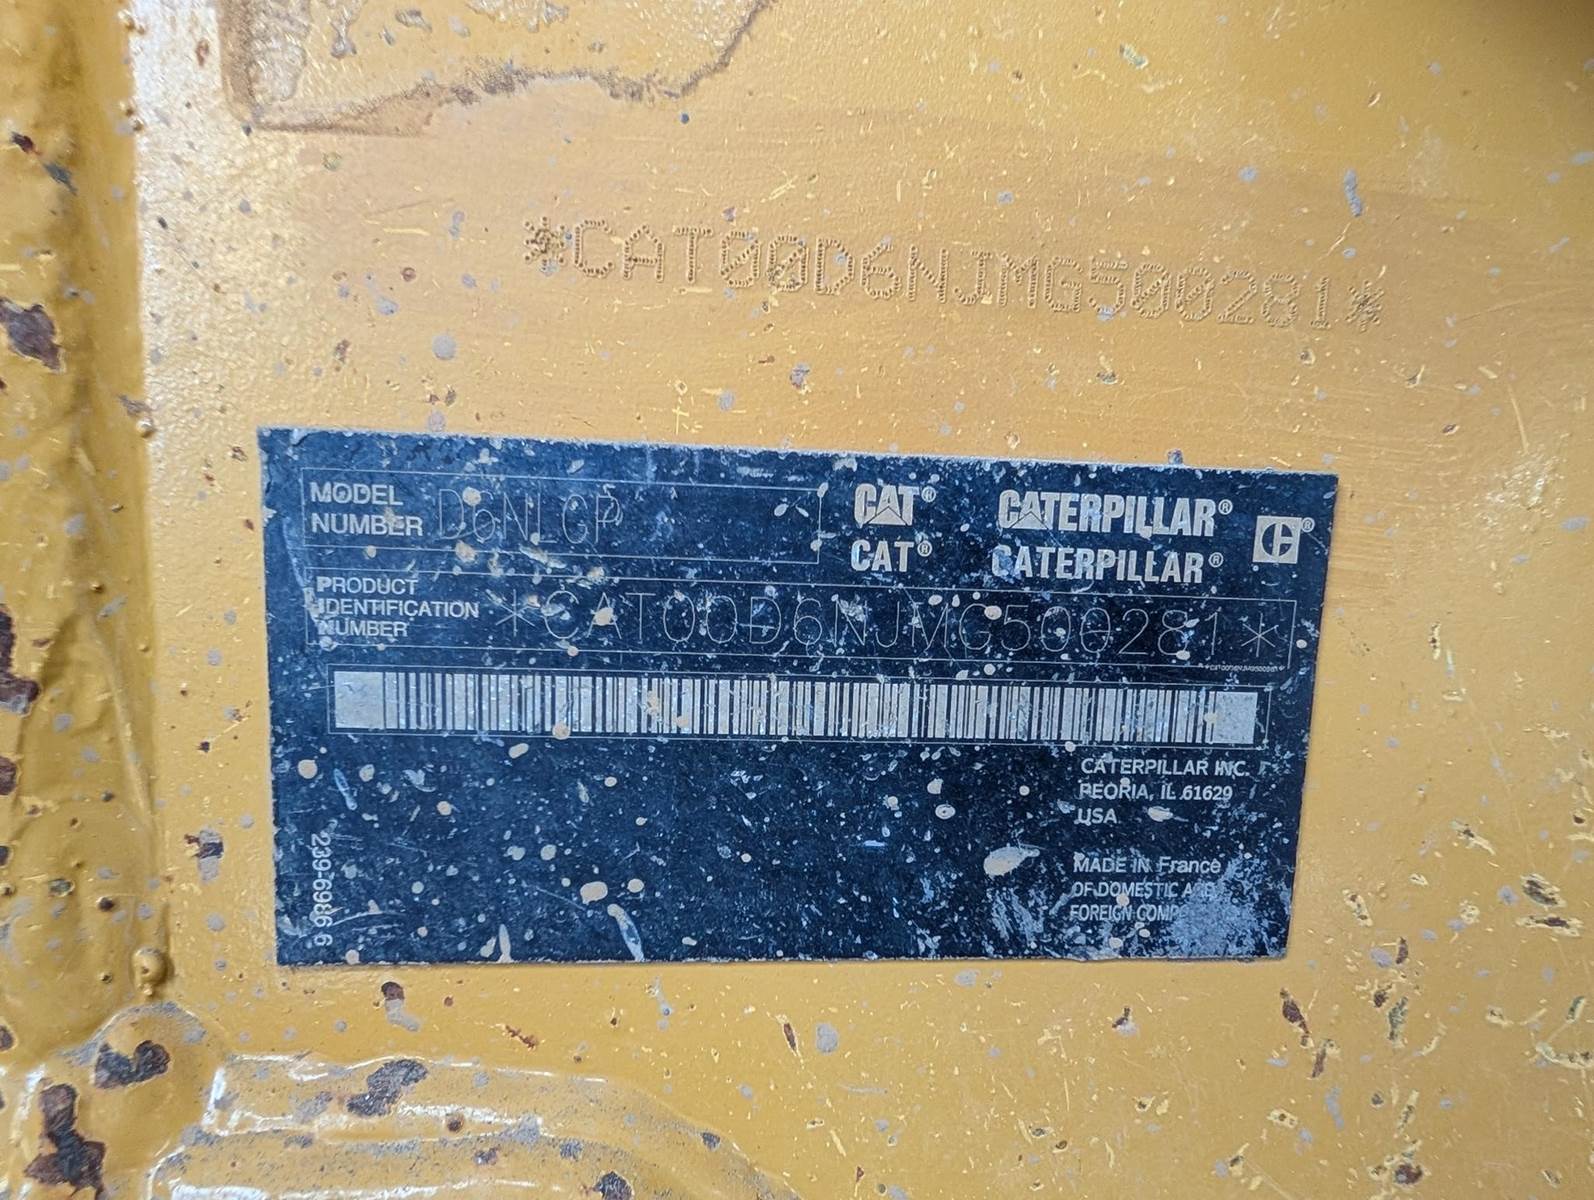 *CAT00D6NJMG500281*
MODEL NUMBER D6NLGP
CAT® CATERPILLAR®
CAT® CATERPILLAR®
PRODUCT IDENTIFICATION NUMBER *CAT00D6NJMG500281*
*CAT00D6NJMG500281*
CATERPILLAR INC.
PEORIA, IL 61629
USA
MADE IN France
OF DOMESTIC AND
FOREIGN
239-6986 6